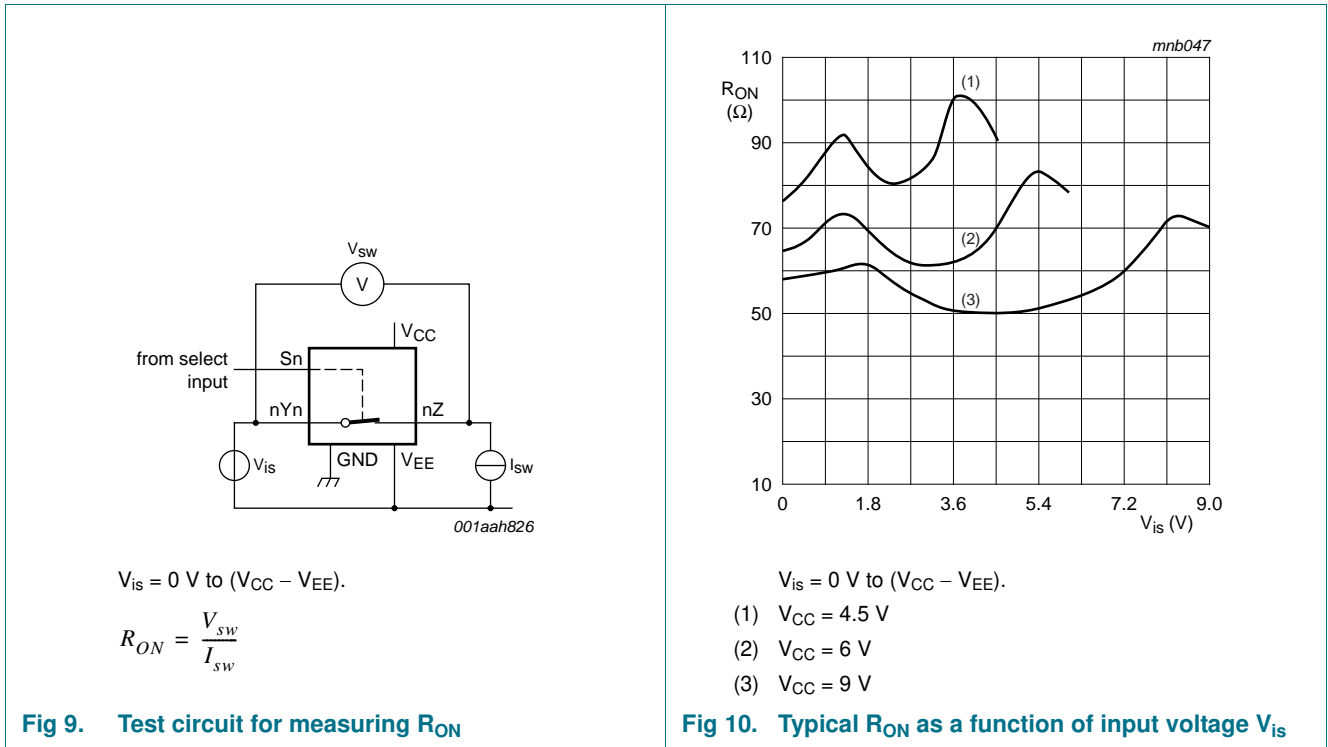 Vsw
V
VCC
from select
input
Sn
nYn
nZ
Vis
GND
VEE
Isw
001aah826
Vis = 0 V to (VCC − VEE).
RON = Vsw / Isw
Fig 9. Test circuit for measuring RON
mnb047
110
RON
(Ω)
90
70
50
30
10
(1)
(2)
(3)
0 1.8 3.6 5.4 7.2 9.0
Vis (V)
Vis = 0 V to (VCC − VEE).
(1) VCC = 4.5 V
(2) VCC = 6 V
(3) VCC = 9 V
Fig 10. Typical RON as a function of input voltage Vis